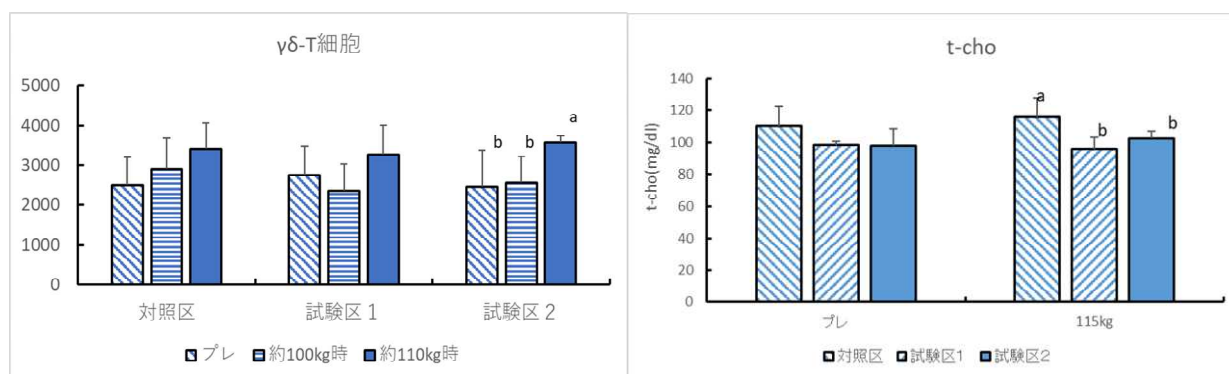 γδ-T細胞
5000
4000
3000
2000
1000
0
b
b
a
対照区
試験区１
試験区２
プレ
約100kg時
約110kg時
t-cho
t-cho(mg/dl)
140
120
100
80
60
40
20
0
a
b
b
プレ
115kg
対照区
試験区1
試験区2